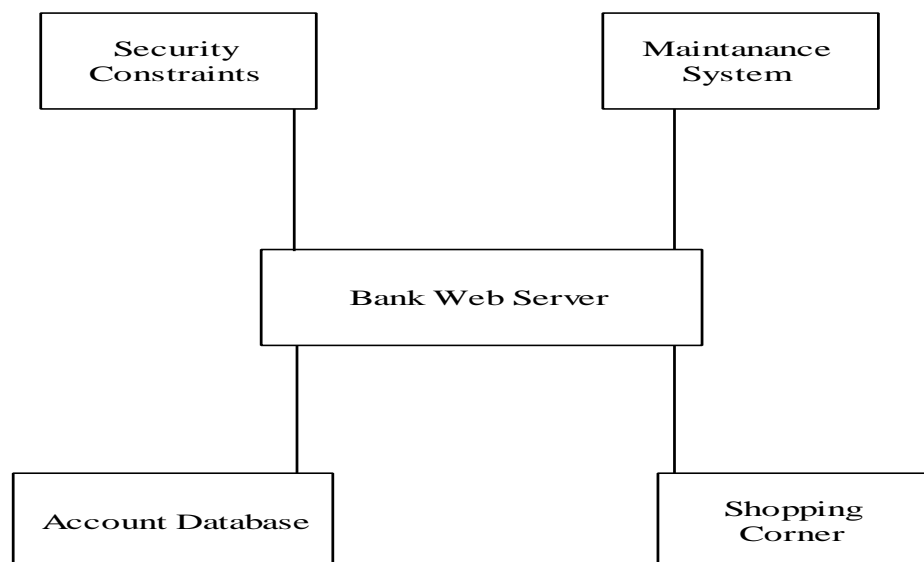 Security
Constraints
Maintanance
System
Bank Web Server
Account Database
Shopping
Corner